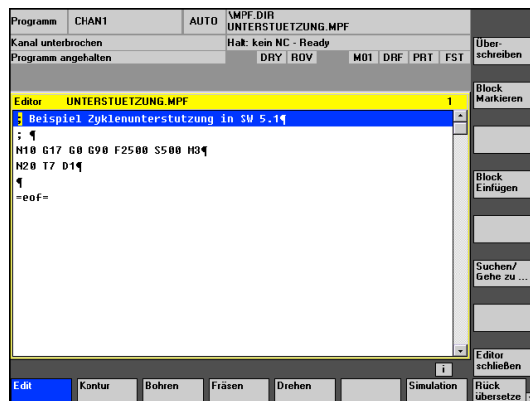 Programm CHAN1 AUTO \MPF.DIR
UNTERSTUETZUNG.MPF
Kanal unterbrochen Halt: kein NC - Ready
Programm angehalten DRY ROV M01 DRF PRT FST
Editor UNTERSTUETZUNG.MPF 1
; Beispiel Zyklenunterstutzung in SW 5.1¶
; ¶
N10 G17 G0 G90 F2500 S500 M3¶
N20 T7 D1¶
¶
=eof=
Über-
schreiben
Block
Markieren
Block
Einfügen
Suchen/
Gehe zu ...
Editor
schließen
i
Edit Kontur Bohren Fräsen Drehen Simulation Rück
übersetze